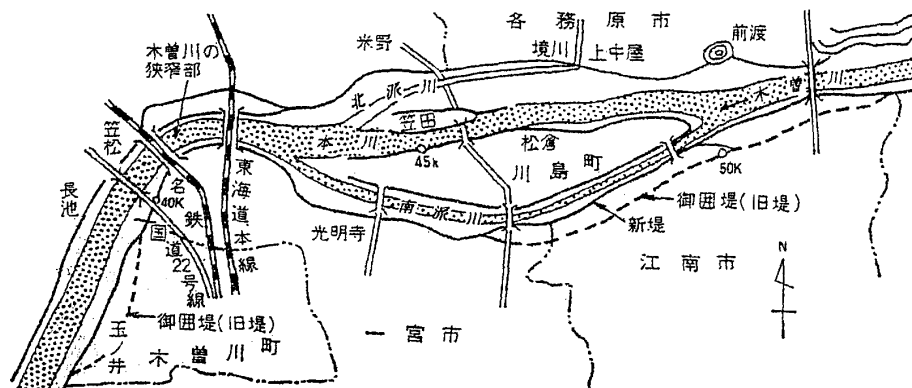 各務原市
前渡
米野
境川
上中屋
木曽川の
狭窄部
北派川
木曽川
笠田
笠松
本川
松倉
45K
川島町
50K
東海道本線
名鉄
長池
40K
南派川
御囲堤(旧堤)
新堤
光明寺
国道22号線
江南市
N
御囲堤(旧堤)
玉ノ井
木曽川町
一宮市